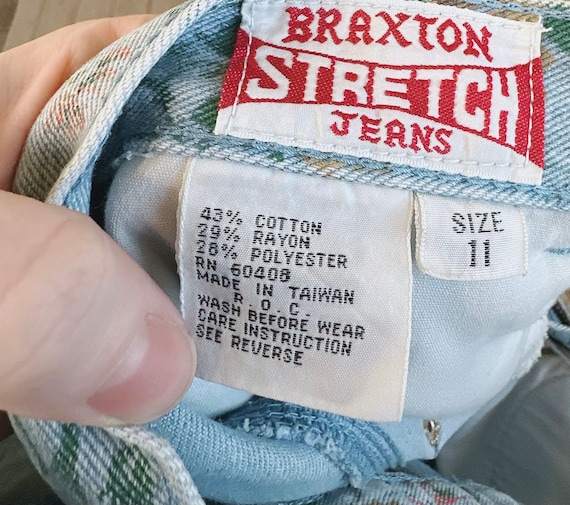 BRAXTON
STRETCH
JEANS
43% COTTON
29% RAYON
28% POLYESTER
RN 60408
MADE IN TAIWAN
R.O.C.
WASH BEFORE WEAR
CARE INSTRUCTION
SEE REVERSE
SIZE
11